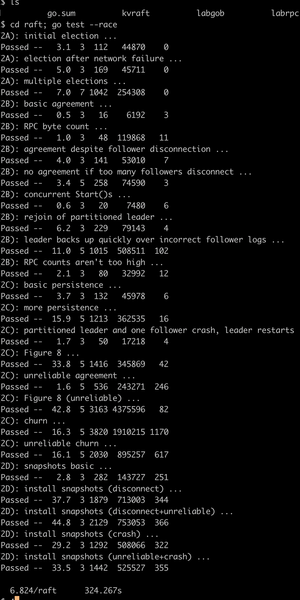 $ ls
go.sum kvraft labgob labrpc
$ cd raft; go test --race
2A): initial election ...
Passed -- 3.1 3 112 44870 0
2A): election after network failure ...
Passed -- 5.0 3 169 45711 0
2A): multiple elections ...
Passed -- 7.0 7 1042 254308 0
2B): basic agreement ...
Passed -- 0.5 3 16 6192 3
2B): RPC byte count ...
Passed -- 1.0 3 48 119868 11
2B): agreement despite follower disconnection ...
Passed -- 4.0 3 141 53010 7
2B): no agreement if too many followers disconnect ...
Passed -- 3.4 5 258 74590 3
2B): concurrent Start()s ...
Passed -- 0.6 3 20 7480 6
2B): rejoin of partitioned leader ...
Passed -- 6.2 3 229 79143 4
2B): leader backs up quickly over incorrect follower logs ...
Passed -- 11.0 5 1015 508511 102
2B): RPC counts aren't too high ...
Passed -- 2.1 3 80 32992 12
2C): basic persistence ...
Passed -- 3.7 3 132 45978 6
2C): more persistence ...
Passed -- 15.9 5 1213 362535 16
2C): partitioned leader and one follower crash, leader restarts
Passed -- 1.7 3 50 17218 4
2C): Figure 8 ...
Passed -- 33.8 5 1416 345869 42
2C): unreliable agreement ...
Passed -- 1.6 5 536 243271 246
2C): Figure 8 (unreliable) ...
Passed -- 42.8 5 3163 4375596 82
2C): churn ...
Passed -- 16.3 5 3820 1910215 1170
2C): unreliable churn ...
Passed -- 16.1 5 2030 895257 617
2D): snapshots basic ...
Passed -- 2.8 3 282 143727 251
2D): install snapshots (disconnect) ...
Passed -- 37.7 3 1879 713003 344
2D): install snapshots (disconnect+unreliable) ...
Passed -- 44.8 3 2129 753053 366
2D): install snapshots (crash) ...
Passed -- 29.2 3 1292 508066 322
2D): install snapshots (unreliable+crash) ...
Passed -- 33.5 3 1442 525527 355
6.824/raft 324.267s